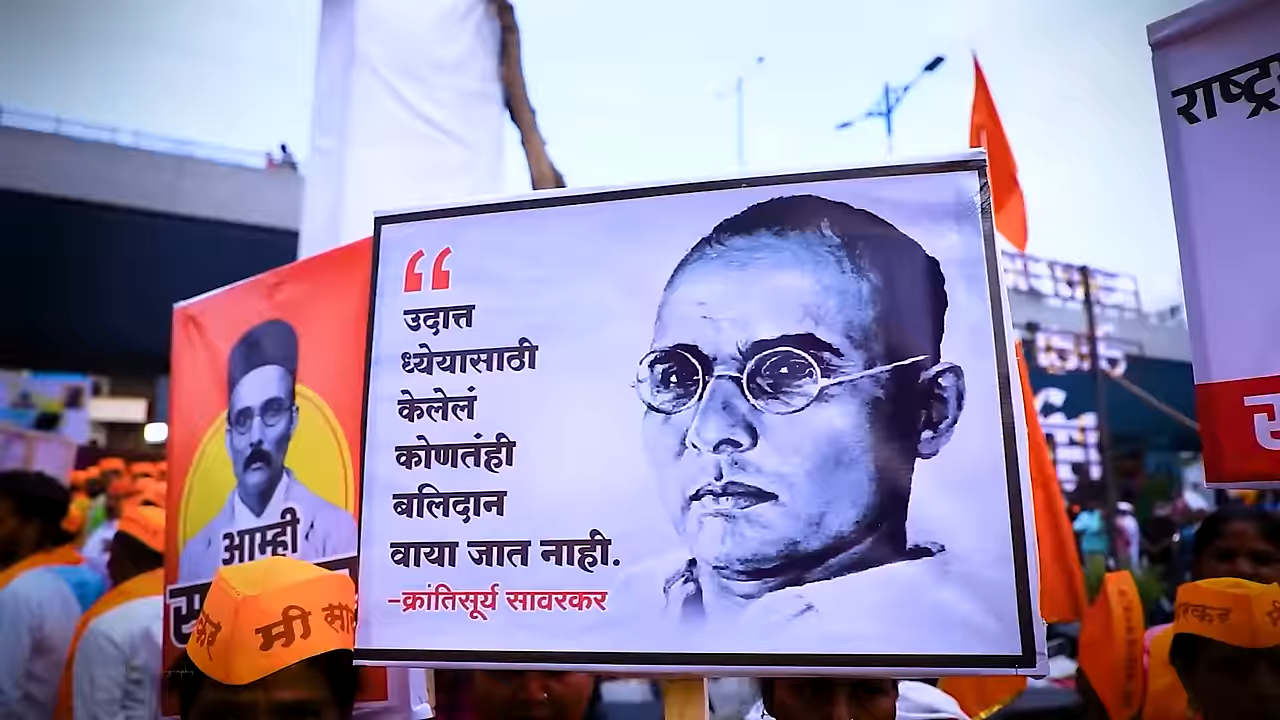 “
उदात्त
ध्येयासाठी
केलेलं
कोणतंही
बलिदान
वाया जात नाही.
-क्रांतिसूर्य सावरकर
आम्ही
मी
राष्ट्र